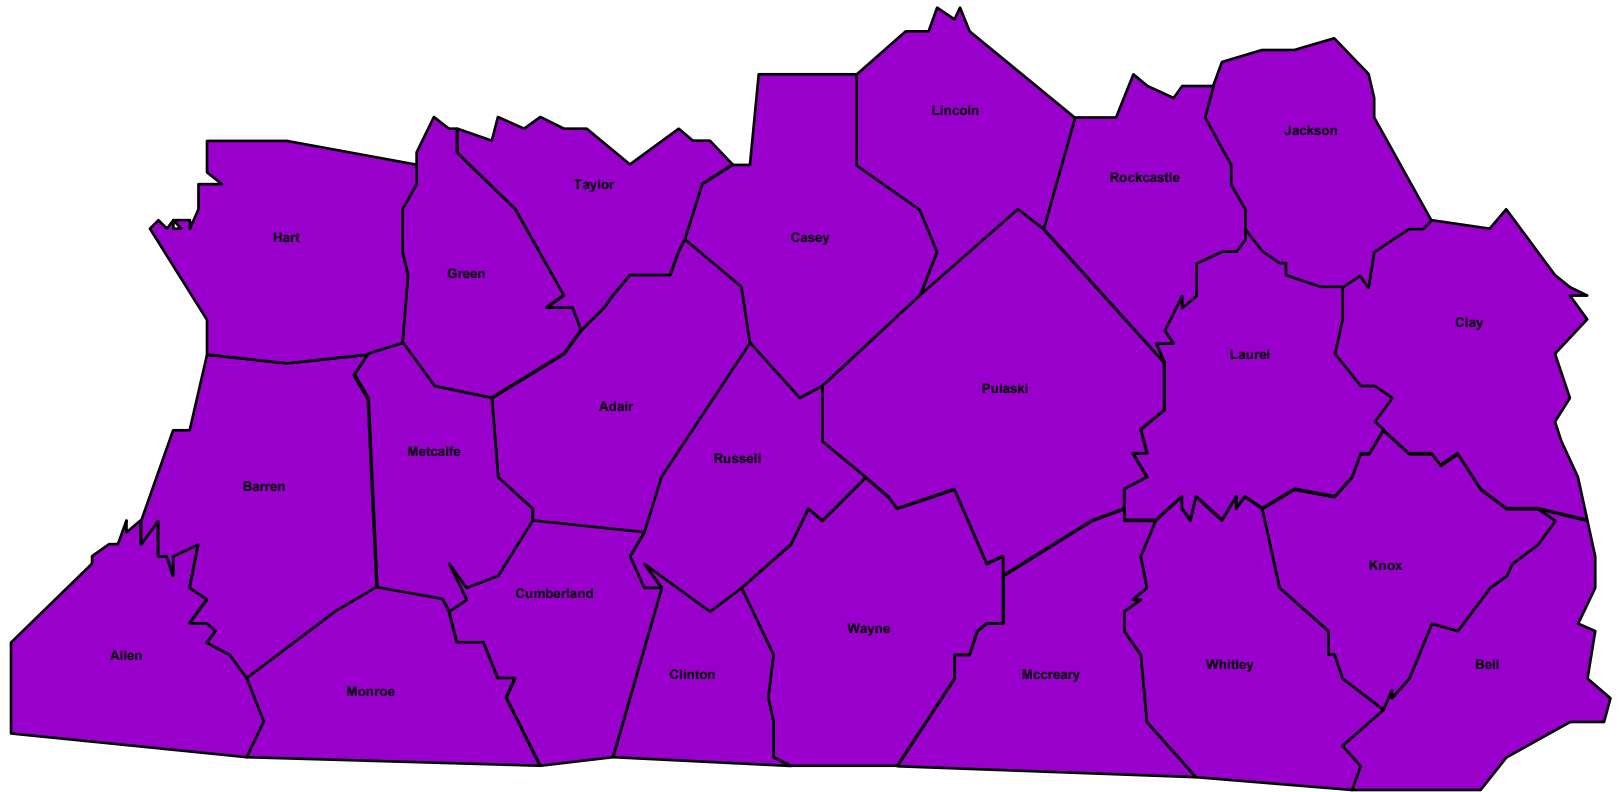 Lincoln
Jackson
Rockcastle
Taylor
Hart
Casey
Green
Clay
Laurel
Pulaski
Adair
Metcalfe
Russell
Barren
Knox
Cumberland
Wayne
Allen
Whitley
Bell
Clinton
Mccreary
Monroe